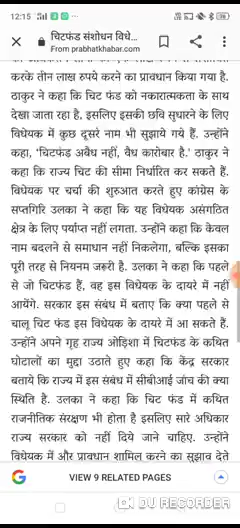 12:15
चिटफंड संशोधन विधे...
From prabhatkhabar.com
करके तीन लाख रुपये करने का प्रावधान किया गया है.
ठाकुर ने कहा कि चिट फंड को नकारात्मकता के साथ
देखा जाता रहा है, इसलिए इसकी छवि सुधारने के लिए
विधेयक में कुछ दूसरे नाम भी सुझाये गये हैं. उन्होंने
कहा, 'चिटफंड अवैध नहीं, वैध कारोबार है.' ठाकुर ने
कहा कि राज्य चिट की सीमा निर्धारित कर सकते हैं.
विधेयक पर चर्चा की शुरुआत करते हुए कांग्रेस के
सप्तगिरि उलका ने कहा कि यह विधेयक असंगठित
क्षेत्र के लिए पर्याप्त नहीं लगता. उन्होंने कहा कि केवल
नाम बदलने से समाधान नहीं निकलेगा, बल्कि इसका
पूरी तरह से नियमन जरूरी है. उलका ने कहा कि पहले
से जो चिटफंड हैं, वह इस विधेयक के दायरे में नहीं
आयेंगे. सरकार इस संबंध में बताए कि क्या पहले से
चालू चिट फंड इस विधेयक के दायरे में आ सकते हैं.
उन्होंने अपने गृह राज्य ओड़िशा में चिटफंड के कथित
घोटालों का मुद्दा उठाते हुए कहा कि केंद्र सरकार
बताये कि राज्य में इस संबंध में सीबीआई जांच की क्या
स्थिति है. उलका ने कहा कि चिट फंड में कथित
राजनीतिक संरक्षण भी होता है इसलिए सारे अधिकार
राज्य सरकार को नहीं दिये जाने चाहिए. उन्होंने
विधेयक में और प्रावधान शामिल करने का सुझाव देते
G VIEW 9 RELATED PAGES
DU RECORDER